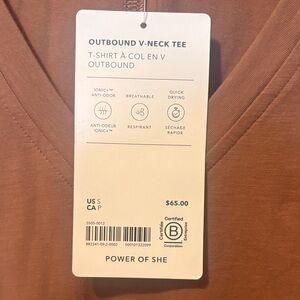 OUTBOUND V-NECK TEE
T-SHIRT À COL EN V
OUTBOUND
IONIC+™
ANTI-ODOR
BREATHABLE
QUICK
DRYING
ANTI-ODEUR
IONIC+™
RESPIRANT
SÉCHAGE
RAPIDE
US S
CA P
$65.00
Certified
B
Corporation
POWER OF SHE